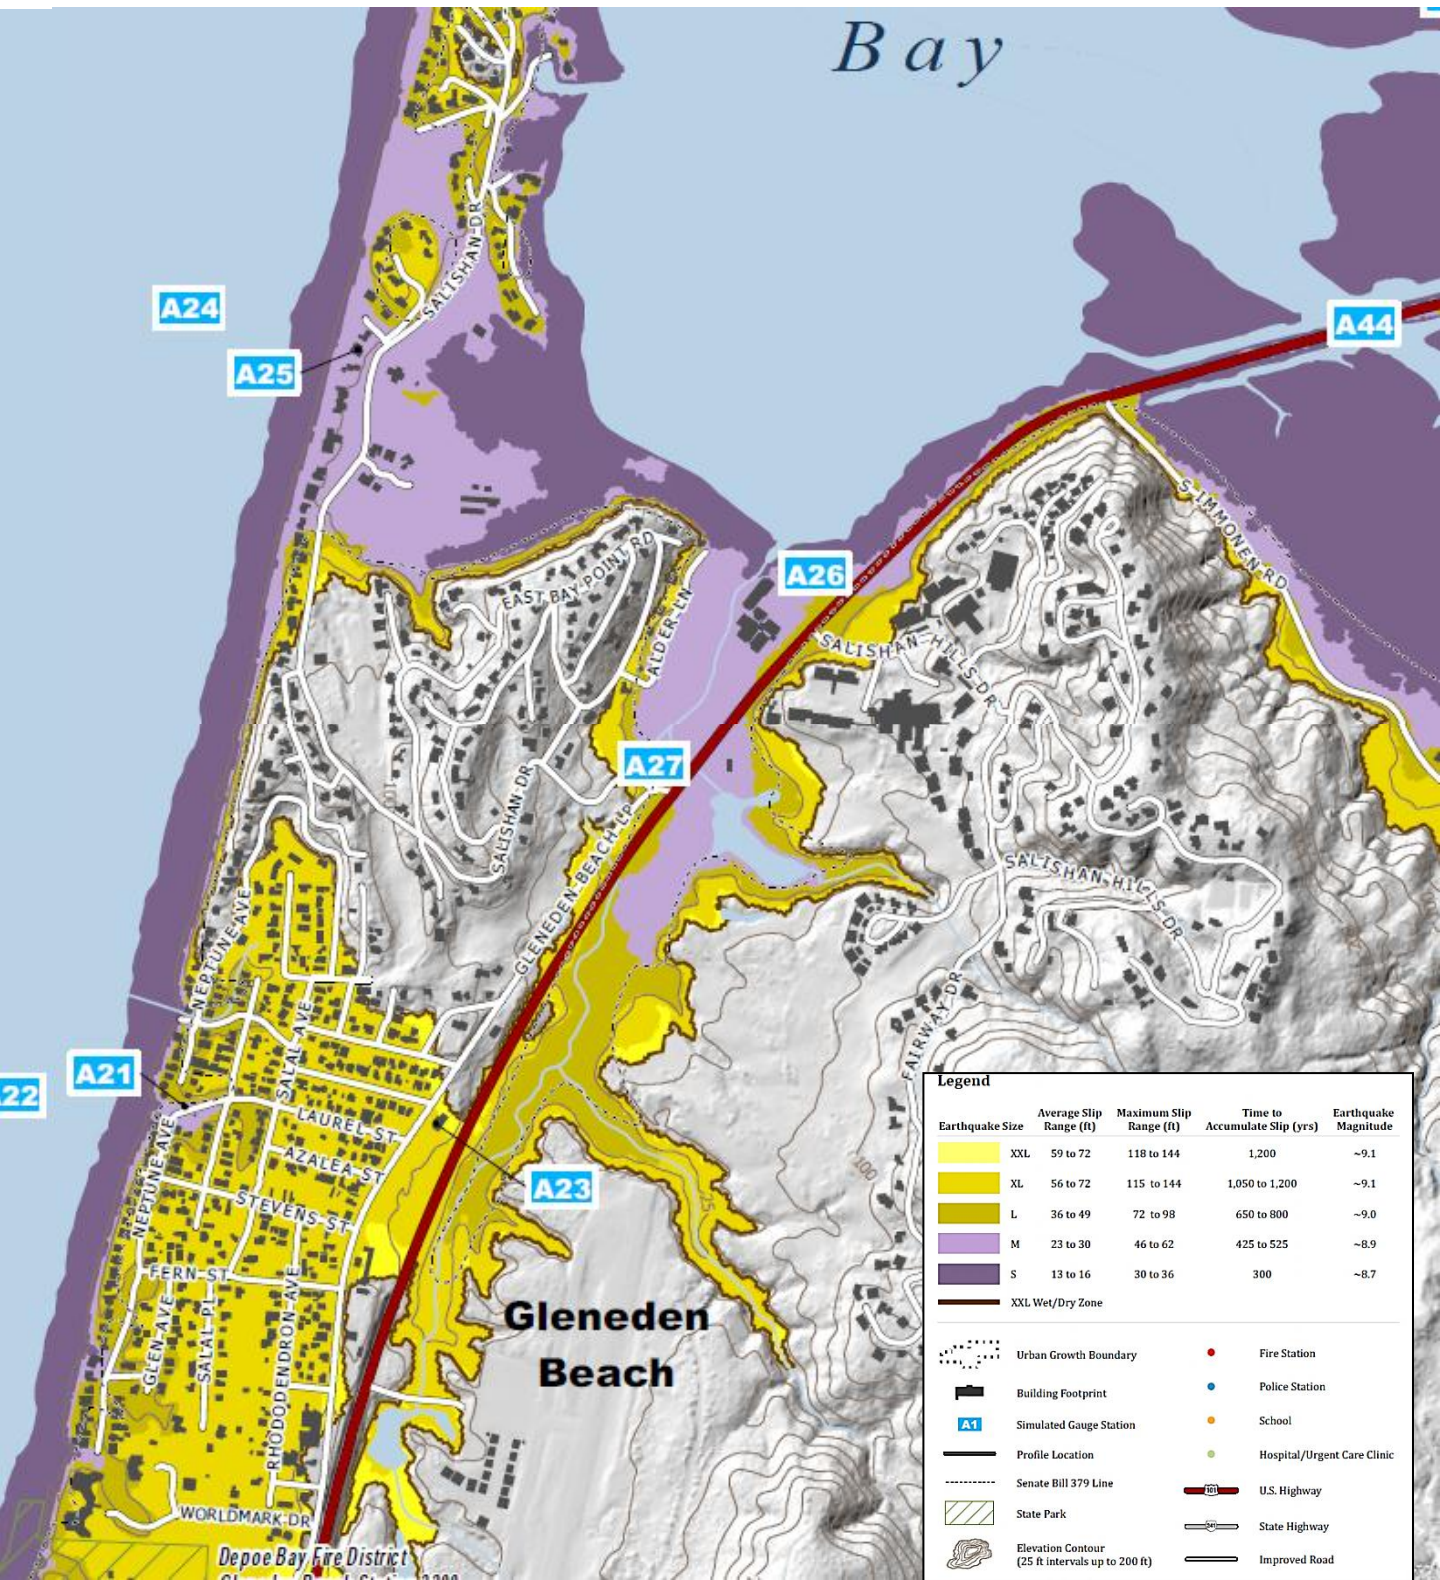 Bay
A24
A25
A44
SALISHAN DR
S IMMONEN RD
A26
EAST BAY POINT RD
ALDER LN
SALISHAN HILLS DR
A27
SALISHAN DR
GLENEDEN BEACH LP
SALISHAN HILLS DR
NEPTUNE AVE
FAIRWAY DR
SALAL AVE
A21
A22
LAUREL ST
AZALEA ST
A23
STEVENS ST
NEPTUNE AVE
100
25
FERN ST
GLEN AVE
SALAL PL
RHODODENDRON AVE
Gleneden
Beach
WORLDMARK DR
Depoe Bay Fire District
Legend
Earthquake Size Average Slip Range (ft) Maximum Slip Range (ft) Time to Accumulate Slip (yrs) Earthquake Magnitude
XXL 59 to 72 118 to 144 1,200 ~9.1
XL 56 to 72 115 to 144 1,050 to 1,200 ~9.1
L 36 to 49 72 to 98 650 to 800 ~9.0
M 23 to 30 46 to 62 425 to 525 ~8.9
S 13 to 16 30 to 36 300 ~8.7
XXL Wet/Dry Zone
Urban Growth Boundary
Fire Station
Building Footprint
Police Station
A1 Simulated Gauge Station
School
Profile Location
Hospital/Urgent Care Clinic
Senate Bill 379 Line
101 U.S. Highway
State Park
State Highway
Elevation Contour
(25 ft intervals up to 200 ft)
Improved Road